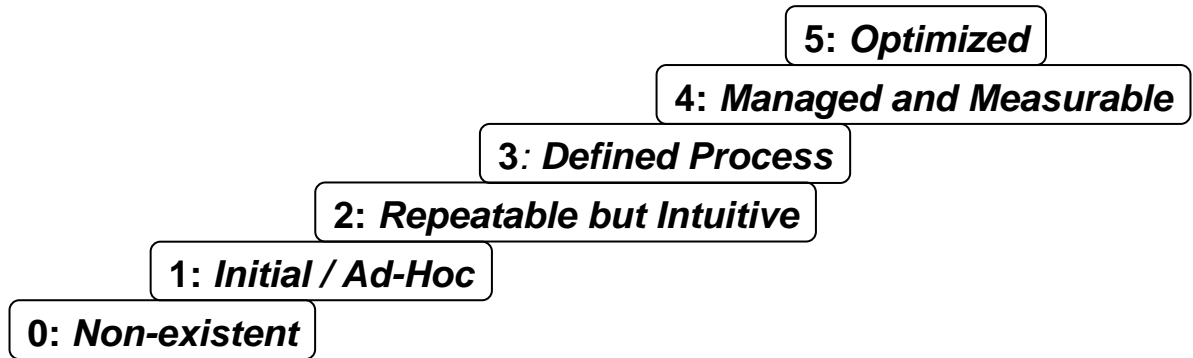 5: Optimized
4: Managed and Measurable
3: Defined Process
2: Repeatable but Intuitive
1: Initial / Ad-Hoc
0: Non-existent